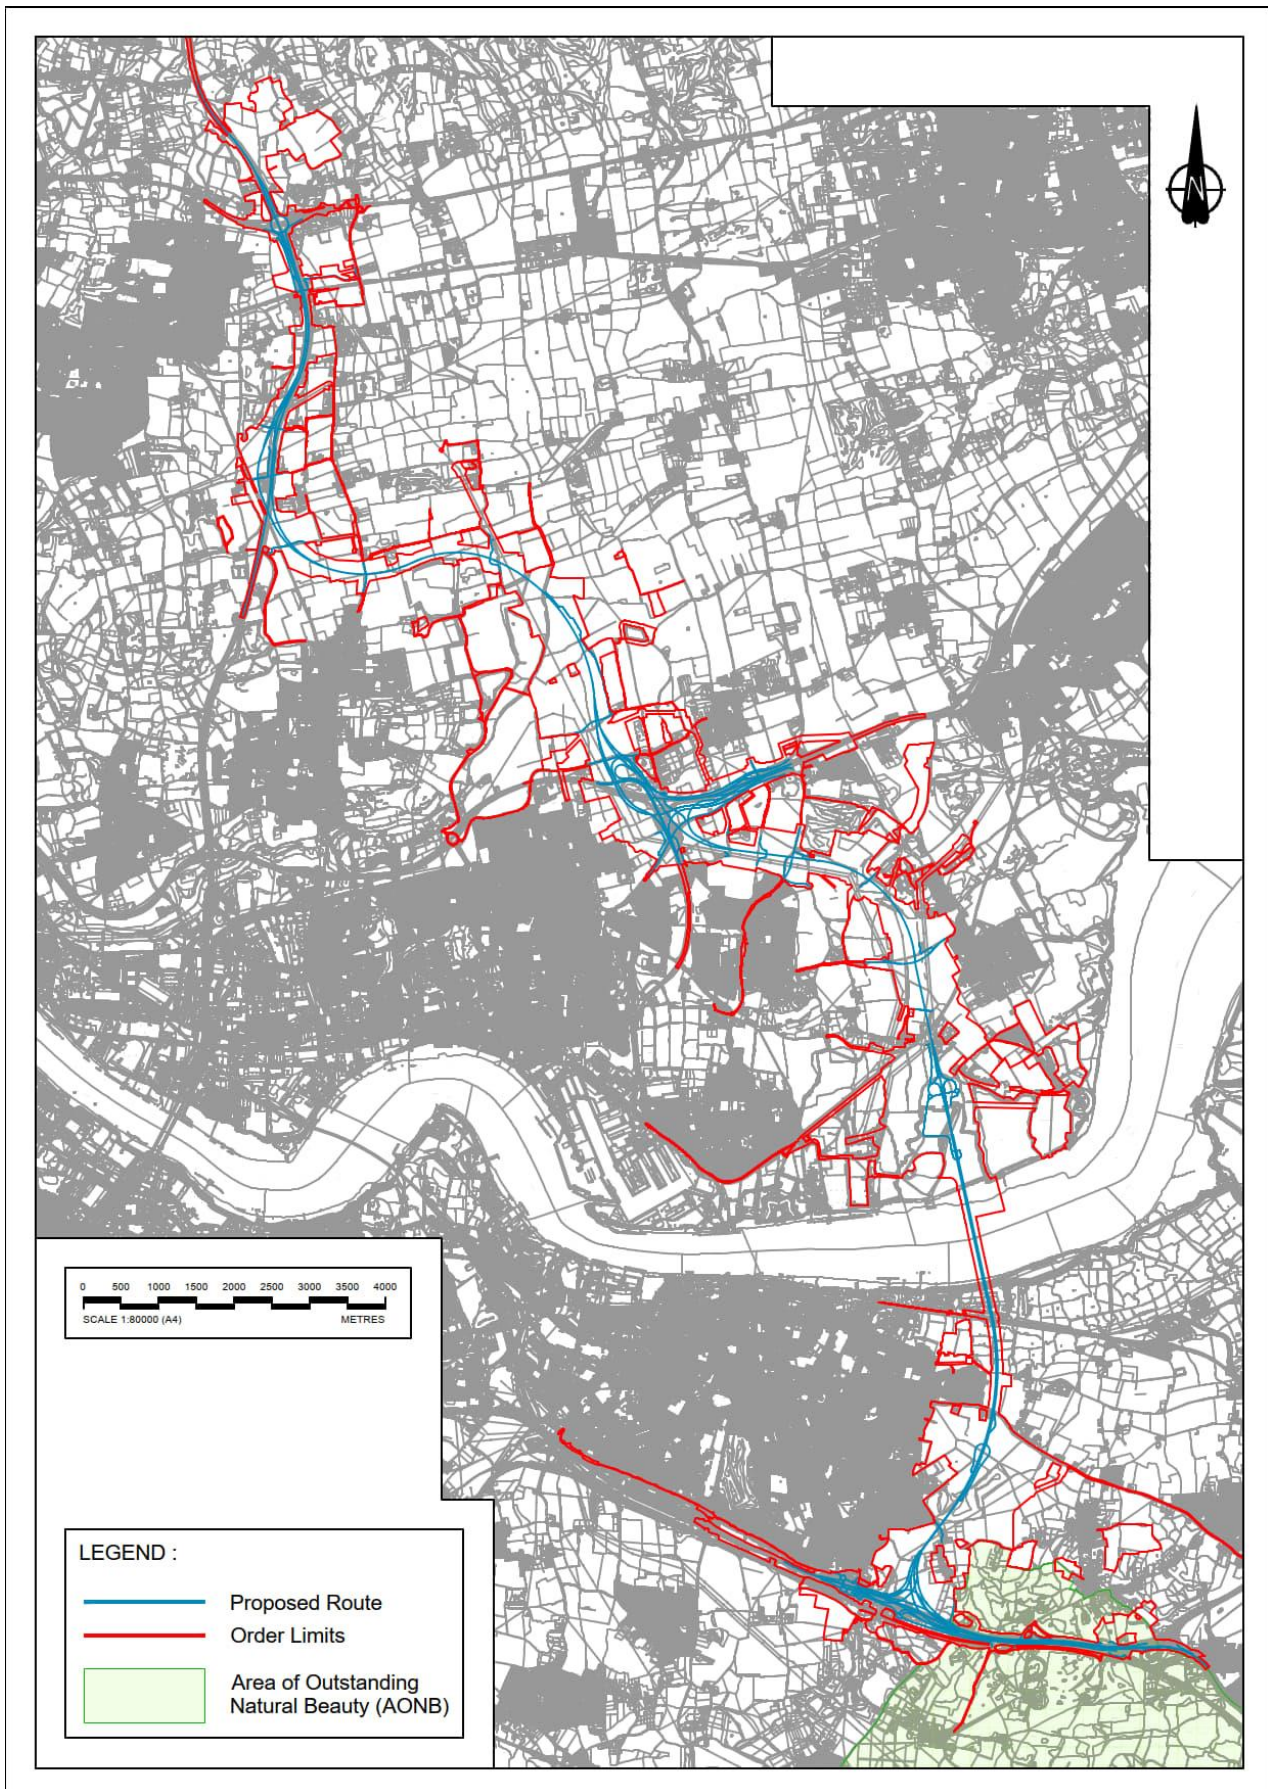 N
0 500 1000 1500 2000 2500 3000 3500 4000
SCALE 1:80000 (A4) METRES
LEGEND :
Proposed Route
Order Limits
Area of Outstanding
Natural Beauty (AONB)